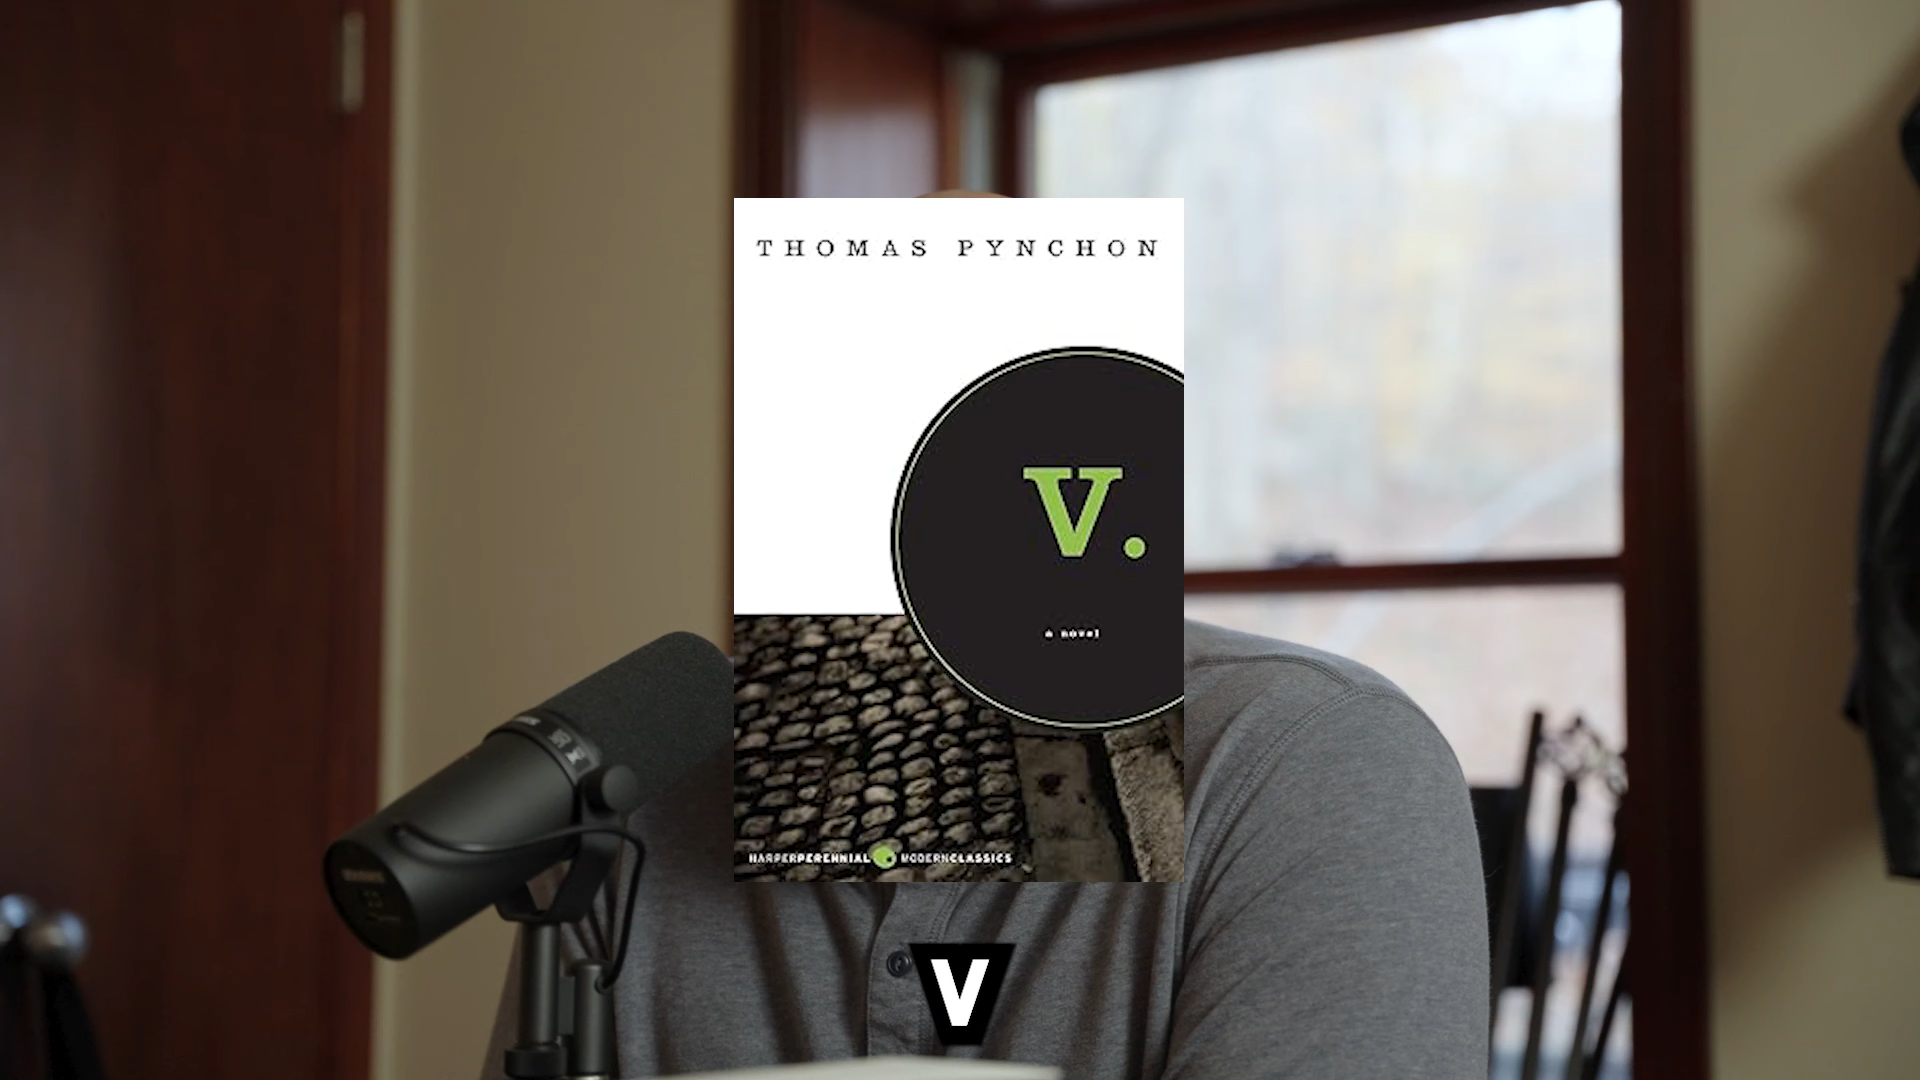 THOMAS PYNCHON
V.
a novel
HARPERPERENNIAL MODERNCLASSICS
V